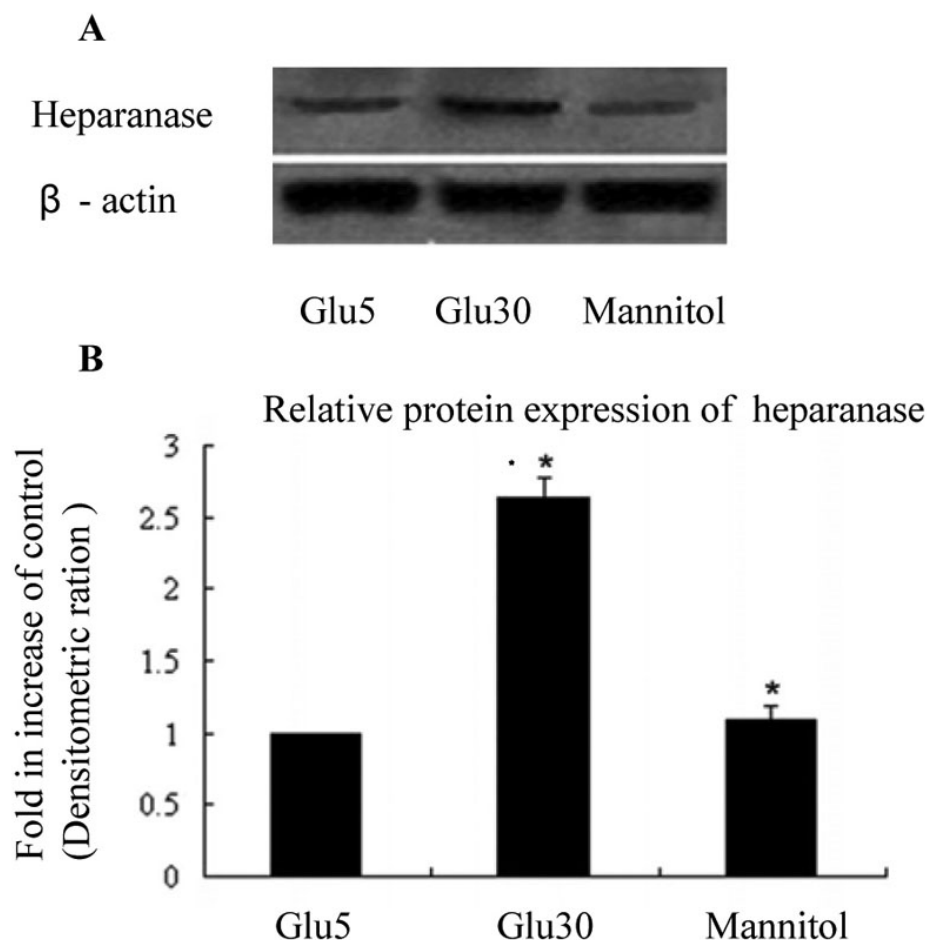 A
Heparanase
β - actin
Glu5 Glu30 Mannitol
B
Relative protein expression of heparanase
Fold in increase of control
(Densitometric ration )
3
2.5
2
1.5
1
0.5
0
* *
Glu5 Glu30 Mannitol